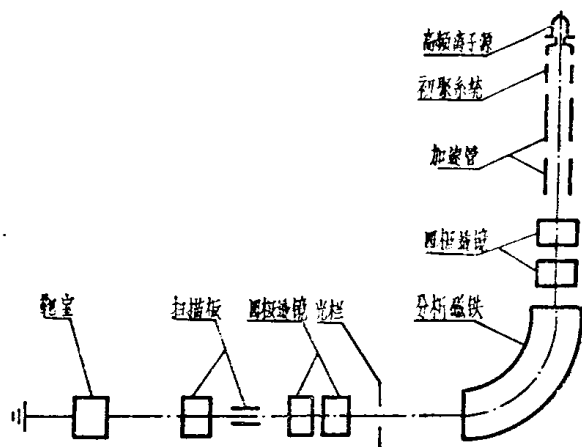 高频离子源
初聚系统
加速管
四极透镜
分析磁铁
靶室
扫描板
四极透镜
光栏